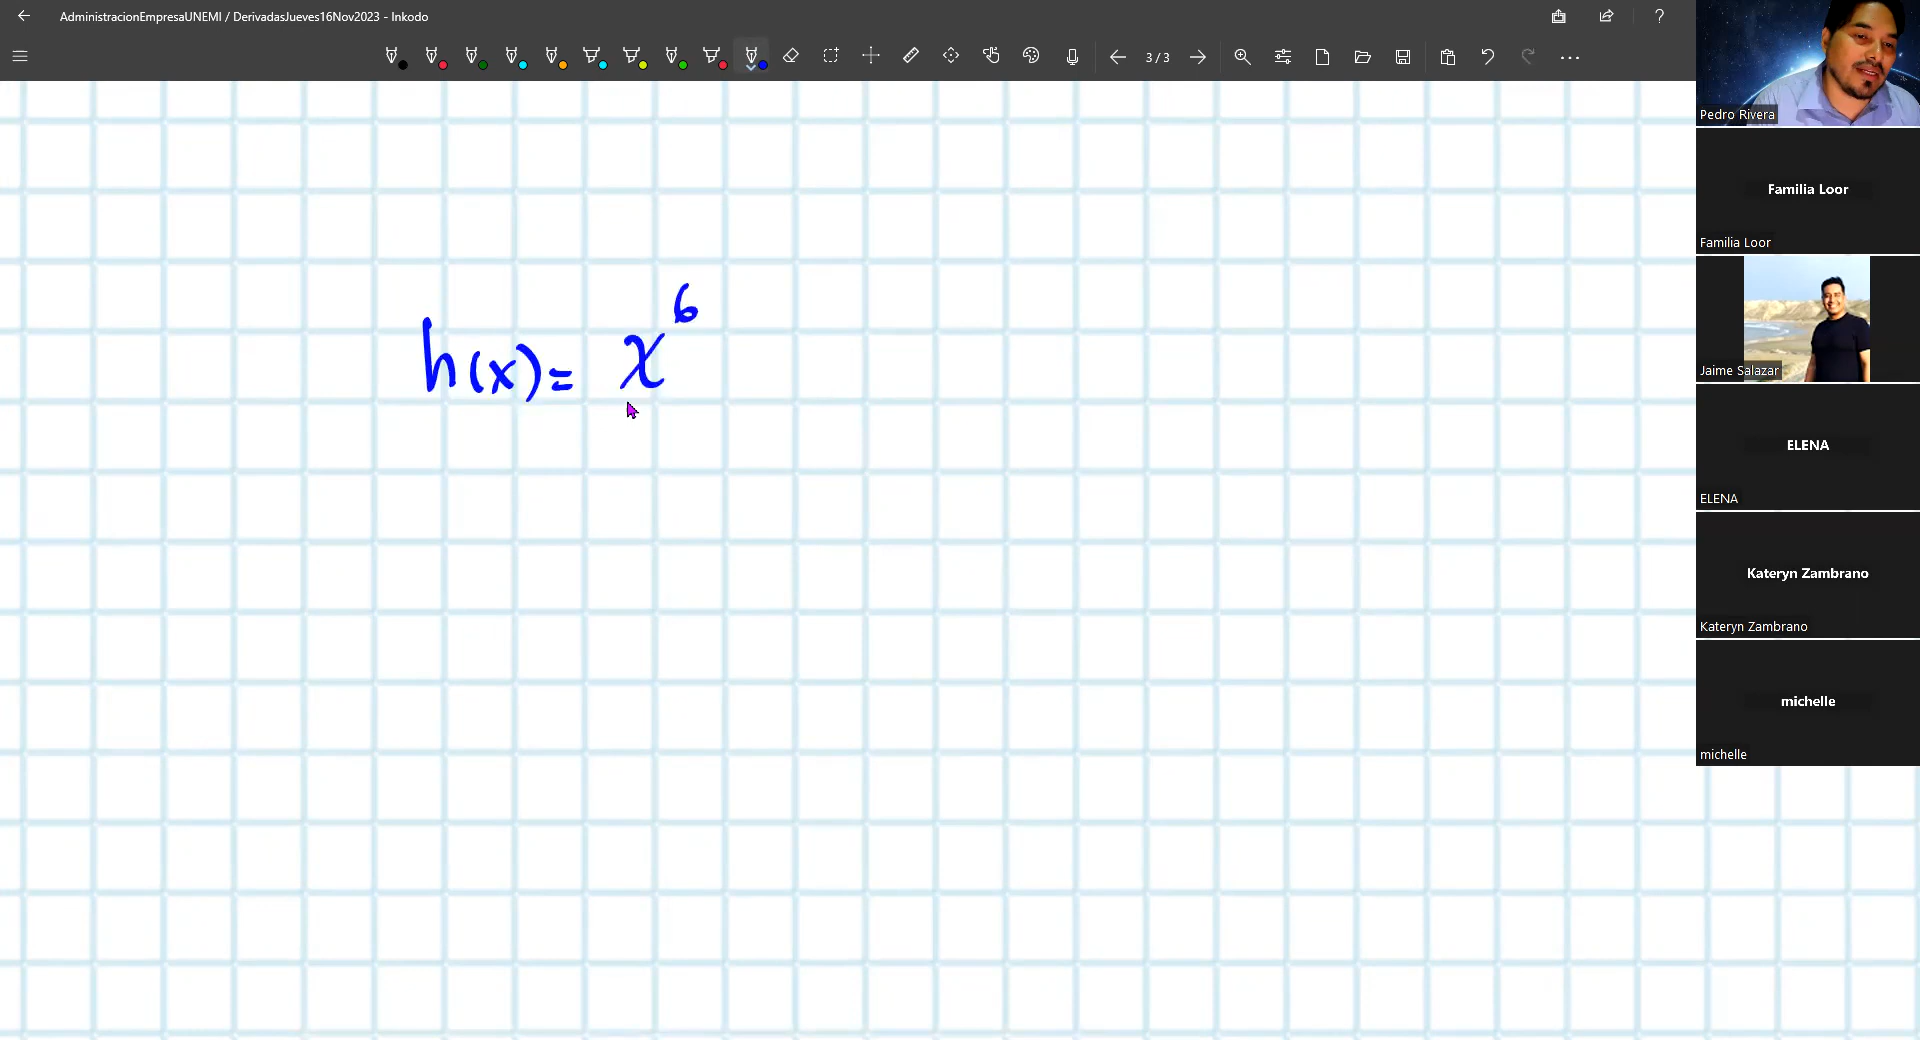 AdministracionEmpresaUNEMI / DerivadasJueves16Nov2023 - Inkodo
?
3 / 3
h(x) = x⁶
Pedro Rivera
Familia Loor
Familia Loor
Jaime Salazar
ELENA
ELENA
Kateryn Zambrano
Kateryn Zambrano
michelle
michelle